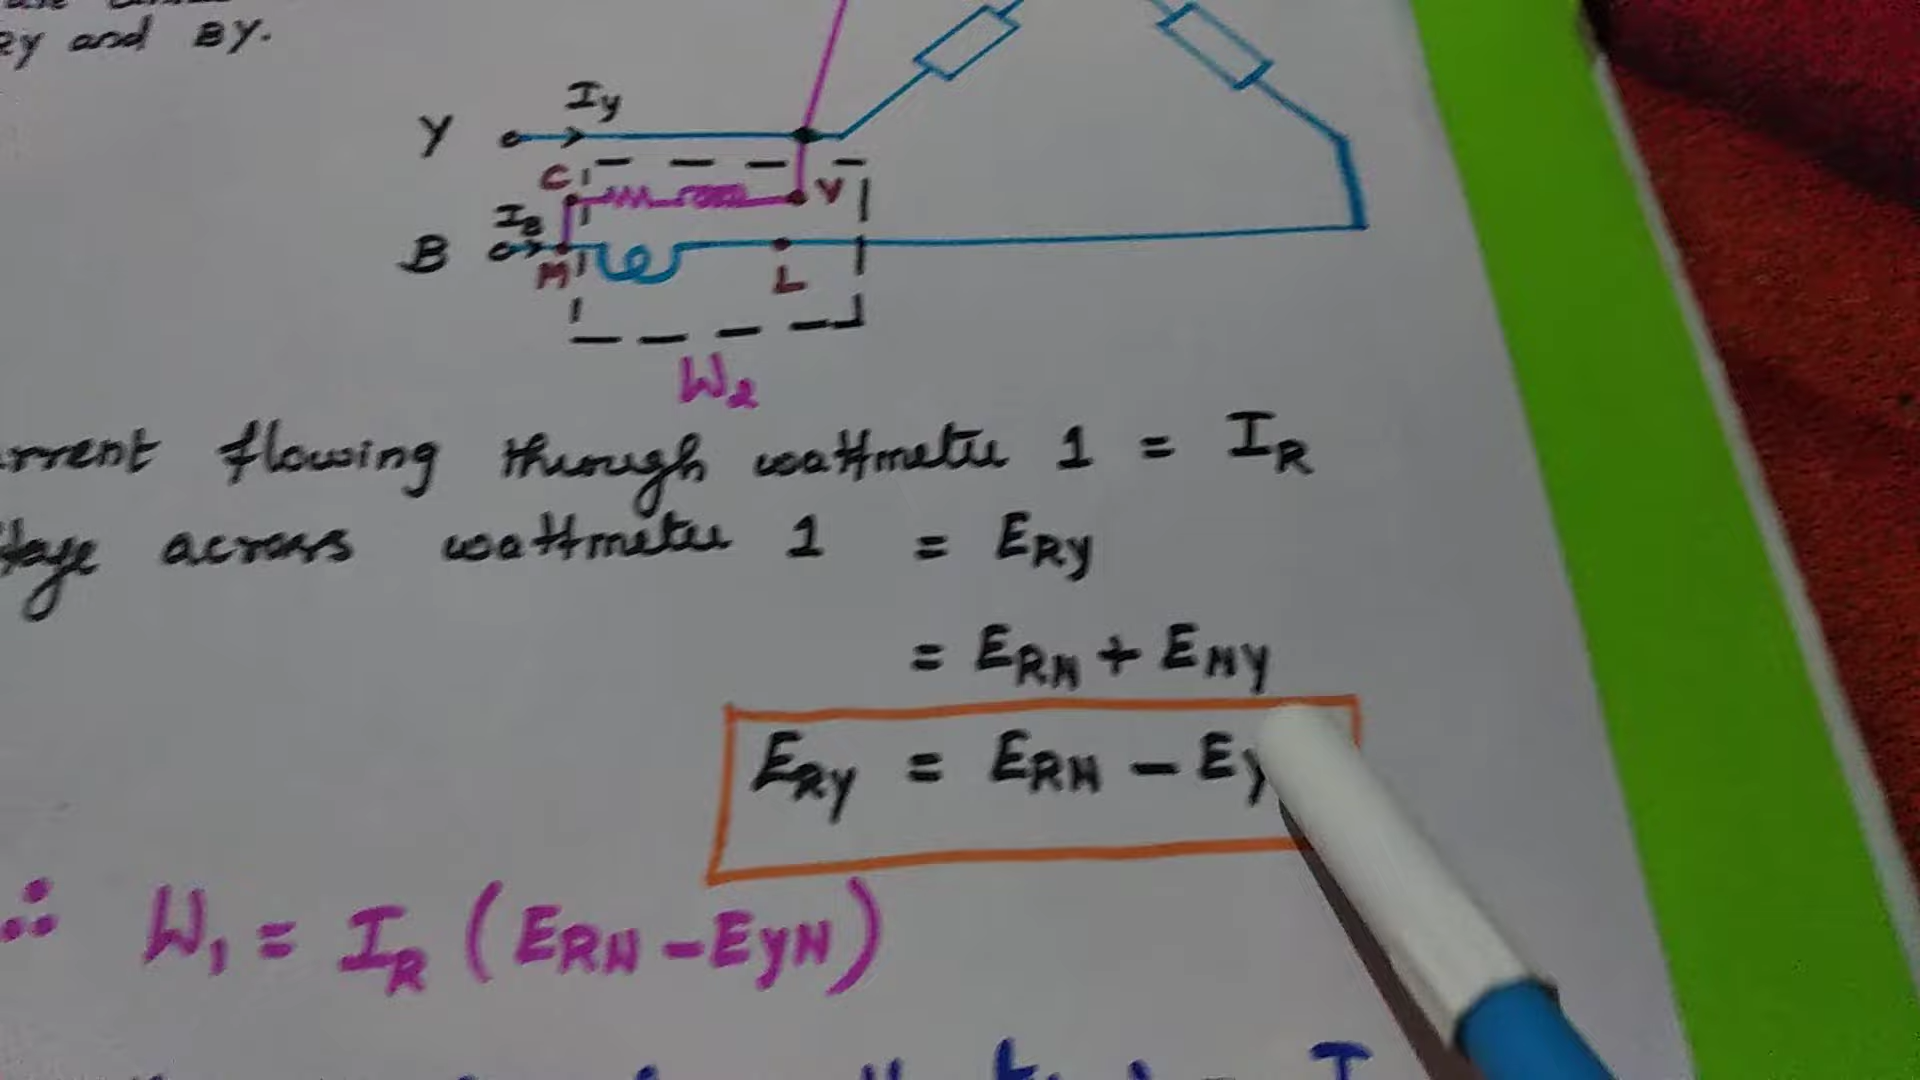 and BY.
Iy
Y
C
V
IB
B
M
L
W2
flowing through wattmeter 1 = IR
across wattmeter 1 = ERY
= ERN + ENY
ERY = ERN - EY
∴ W1 = IR (ERN - EYN)